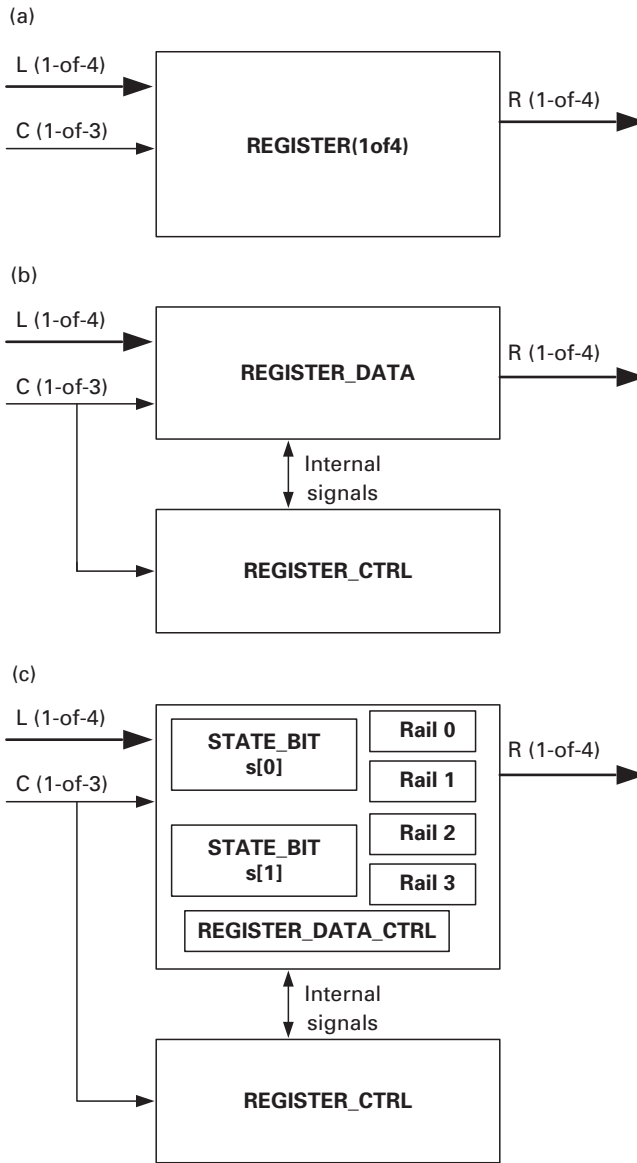 (a)
L (1-of-4)
C (1-of-3)
REGISTER(1of4)
R (1-of-4)
(b)
L (1-of-4)
C (1-of-3)
REGISTER_DATA
R (1-of-4)
Internal
signals
REGISTER_CTRL
(c)
L (1-of-4)
C (1-of-3)
STATE_BIT
s[0]
STATE_BIT
s[1]
Rail 0
Rail 1
Rail 2
Rail 3
REGISTER_DATA_CTRL
R (1-of-4)
Internal
signals
REGISTER_CTRL